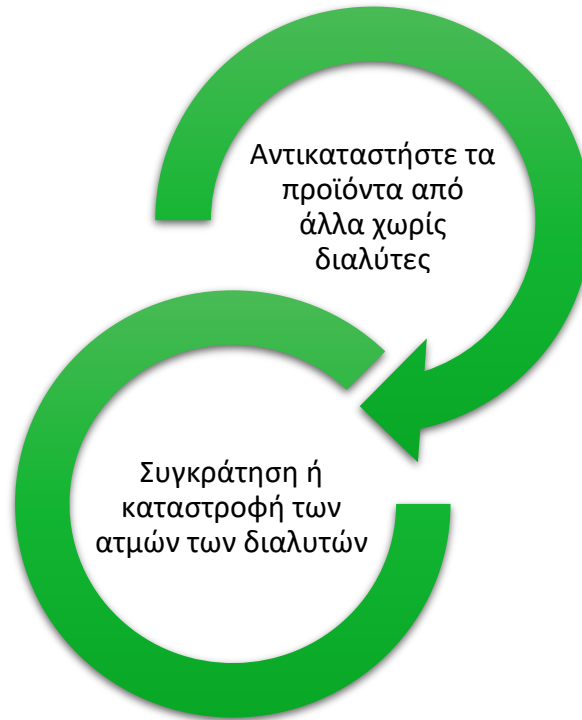 Αντικαταστήστε τα
προϊόντα από
άλλα χωρίς
διαλύτες
Συγκράτηση ή
καταστροφή των
ατμών των διαλυτών